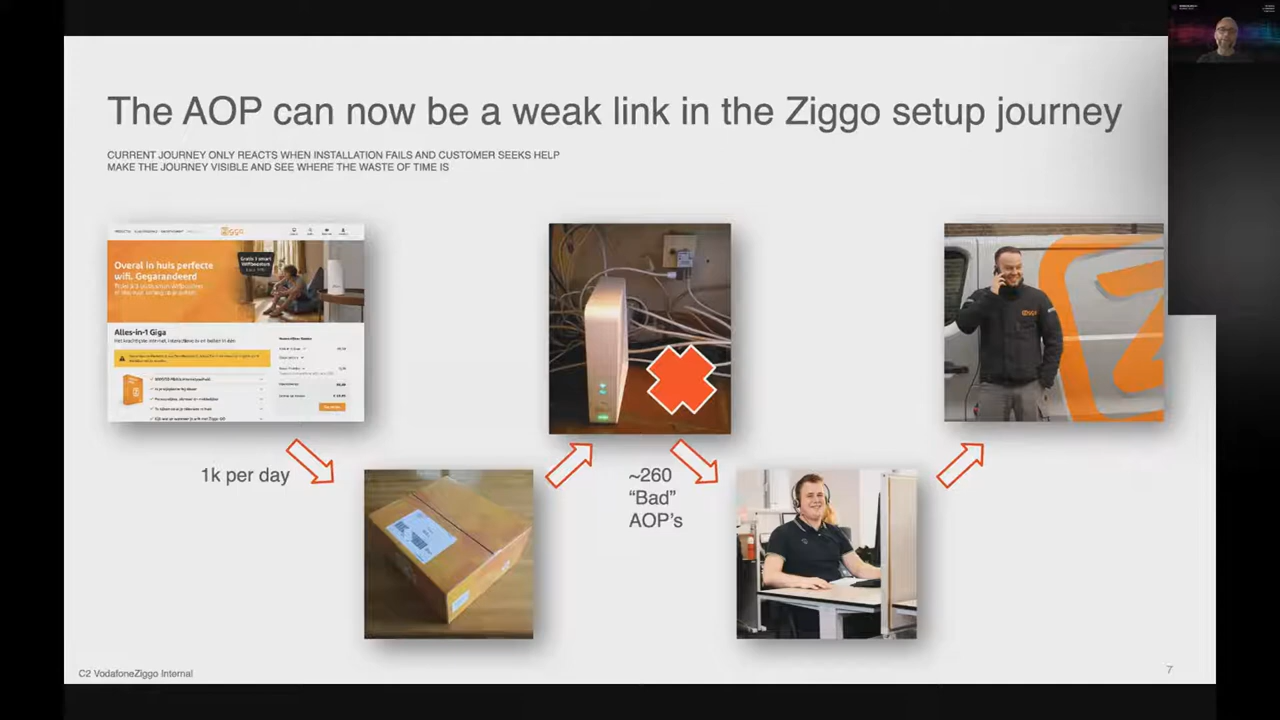 The AOP can now be a weak link in the Ziggo setup journey
CURRENT JOURNEY ONLY REACTS WHEN INSTALLATION FAILS AND CUSTOMER SEEKS HELP
MAKE THE JOURNEY VISIBLE AND SEE WHERE THE WASTE OF TIME IS
Ziggo
Overal in huis perfecte
wifi. Gegarandeerd
Alles-in-1 Giga
1k per day
~260
“Bad”
AOP’s
C2 VodafoneZiggo Internal
7